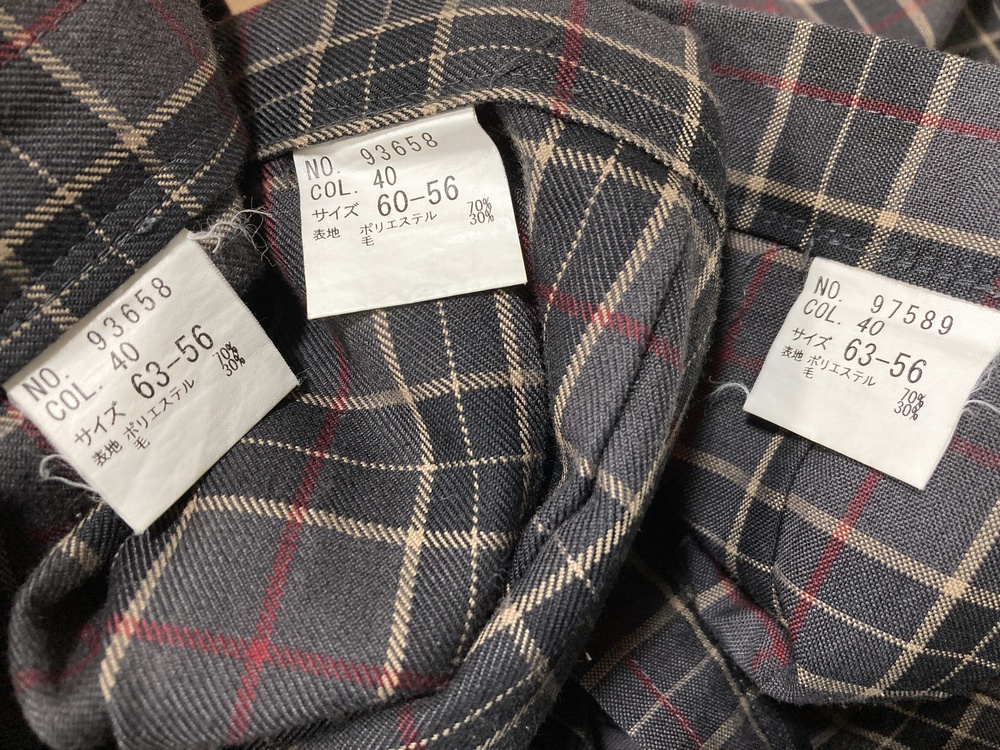 NO. 93658
COL. 40
サイズ 63-56
表地 ポリエステル 70%
毛 30%
NO. 93658
COL. 40
サイズ 60-56
表地 ポリエステル 70%
毛 30%
NO. 97589
COL. 40
サイズ 63-56
表地 ポリエステル 70%
毛 30%